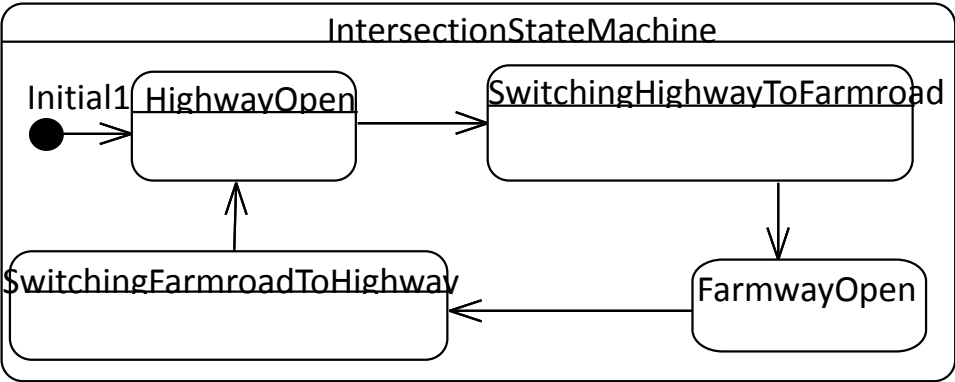 IntersectionStateMachine
Initial1
HighwayOpen
SwitchingHighwayToFarmroad
SwitchingFarmroadToHighway
FarmwayOpen